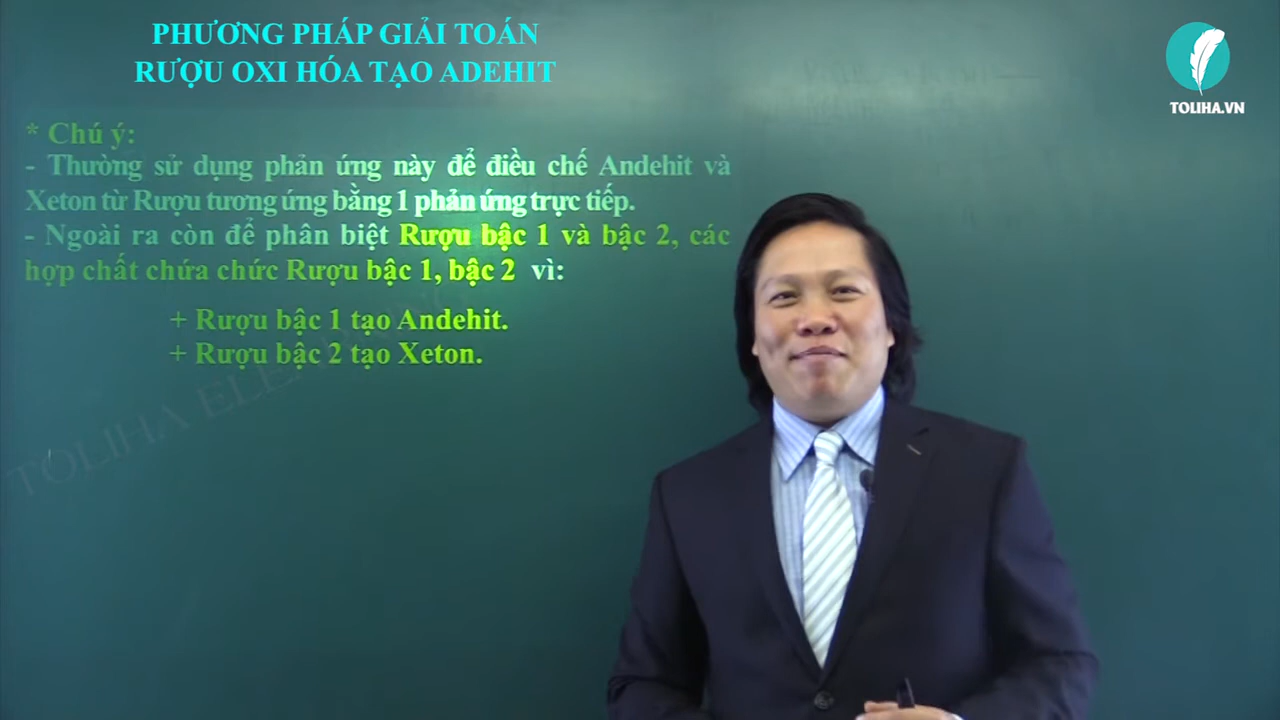 PHƯƠNG PHÁP GIẢI TOÁN
RƯỢU OXI HÓA TẠO ADEHIT
TOLIHA.VN
* Chú ý:
- Thường sử dụng phản ứng này để điều chế Andehit và
Xeton từ Rượu tương ứng bằng 1 phản ứng trực tiếp.
- Ngoài ra còn để phân biệt Rượu bậc 1 và bậc 2, các
hợp chất chứa chức Rượu bậc 1, bậc 2 vì:
+ Rượu bậc 1 tạo Andehit.
+ Rượu bậc 2 tạo Xeton.